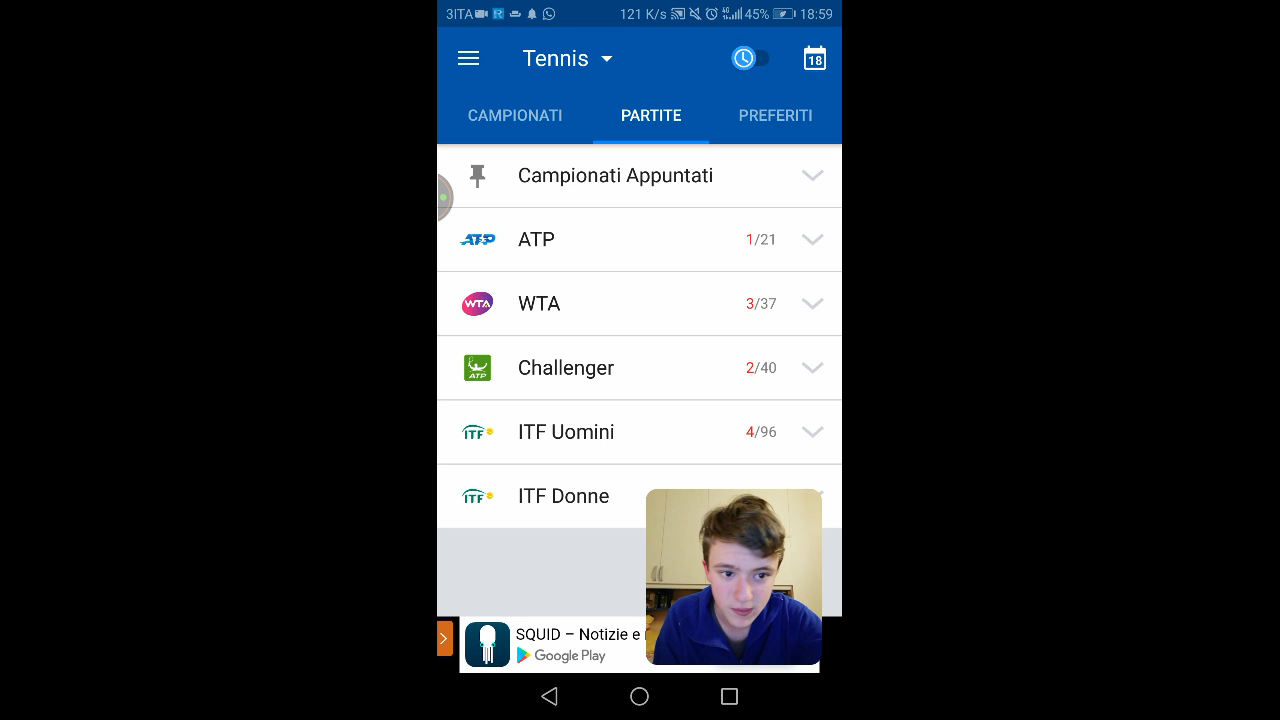 3ITA 121 K/s 4G 45% 18:59
Tennis 18
CAMPIONATI PARTITE PREFERITI
Campionati Appuntati
ATP ATP 1/21
WTA WTA 3/37
ATP Challenger 2/40
ITF ITF Uomini 4/96
ITF ITF Donne
SQUID – Notizie e
Google Play